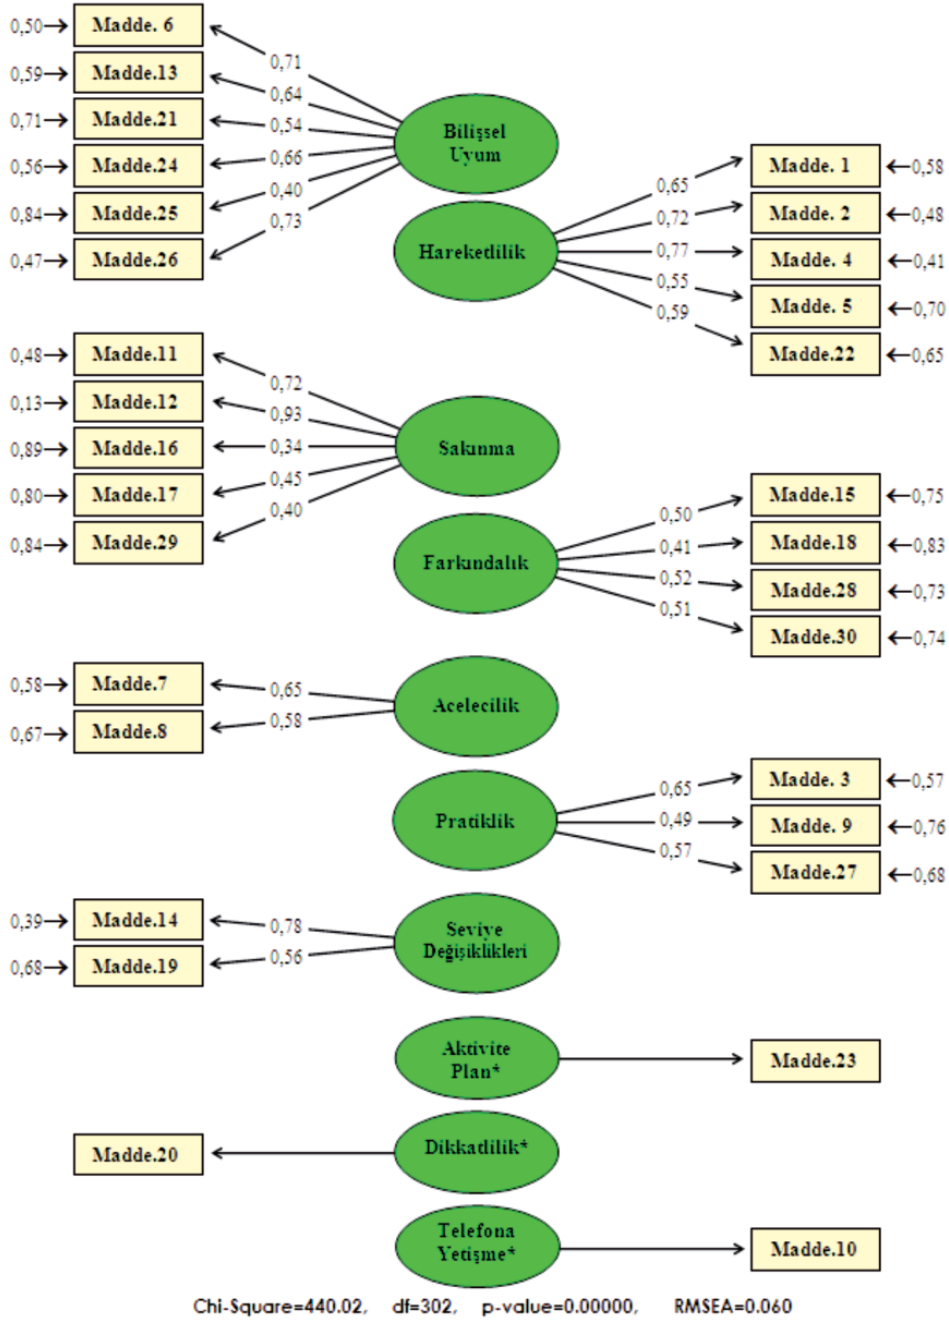 0,50 Madde. 6
0,71
0,59 Madde.13
0,64
0,71 Madde.21
0,54
0,56 Madde.24
0,66
0,84 Madde.25
0,40
0,47 Madde.26
0,73
Bilişsel
Uyum
Hareketlilik
0,65
Madde. 1 0,58
0,72
Madde. 2 0,48
0,77
Madde. 4 0,41
0,55
Madde. 5 0,70
0,59
Madde.22 0,65
0,48 Madde.11
0,72
0,13 Madde.12
0,93
0,89 Madde.16
0,34
0,80 Madde.17
0,45
0,84 Madde.29
0,40
Sakınma
Farkındalık
0,50
Madde.15 0,75
0,41
Madde.18 0,83
0,52
Madde.28 0,73
0,51
Madde.30 0,74
0,58 Madde.7
0,65
0,67 Madde.8
0,58
Acelecilik
Pratiklik
0,65
Madde. 3 0,57
0,49
Madde. 9 0,76
0,57
Madde.27 0,68
0,39 Madde.14
0,78
0,68 Madde.19
0,56
Seviye
Değişiklikleri
Aktivite
Plan*
Madde.23
Madde.20
Dikkatlilik*
Telefona
Yetişme*
Madde.10
Chi-Square=440.02, df=302, p-value=0.00000, RMSEA=0.060